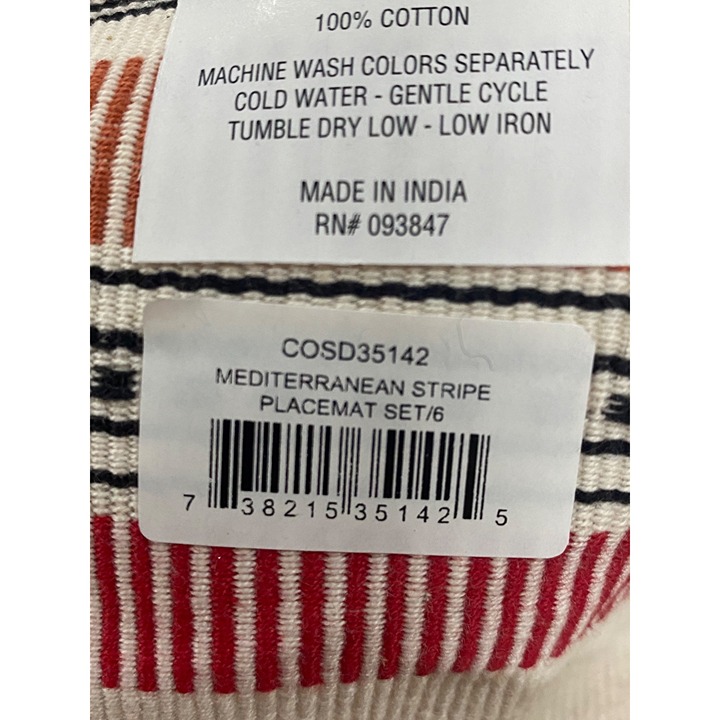 100% COTTON
MACHINE WASH COLORS SEPARATELY
COLD WATER - GENTLE CYCLE
TUMBLE DRY LOW - LOW IRON
MADE IN INDIA
RN# 093847
COSD35142
MEDITERRANEAN STRIPE
PLACEMAT SET/6
7 38215 35142 5